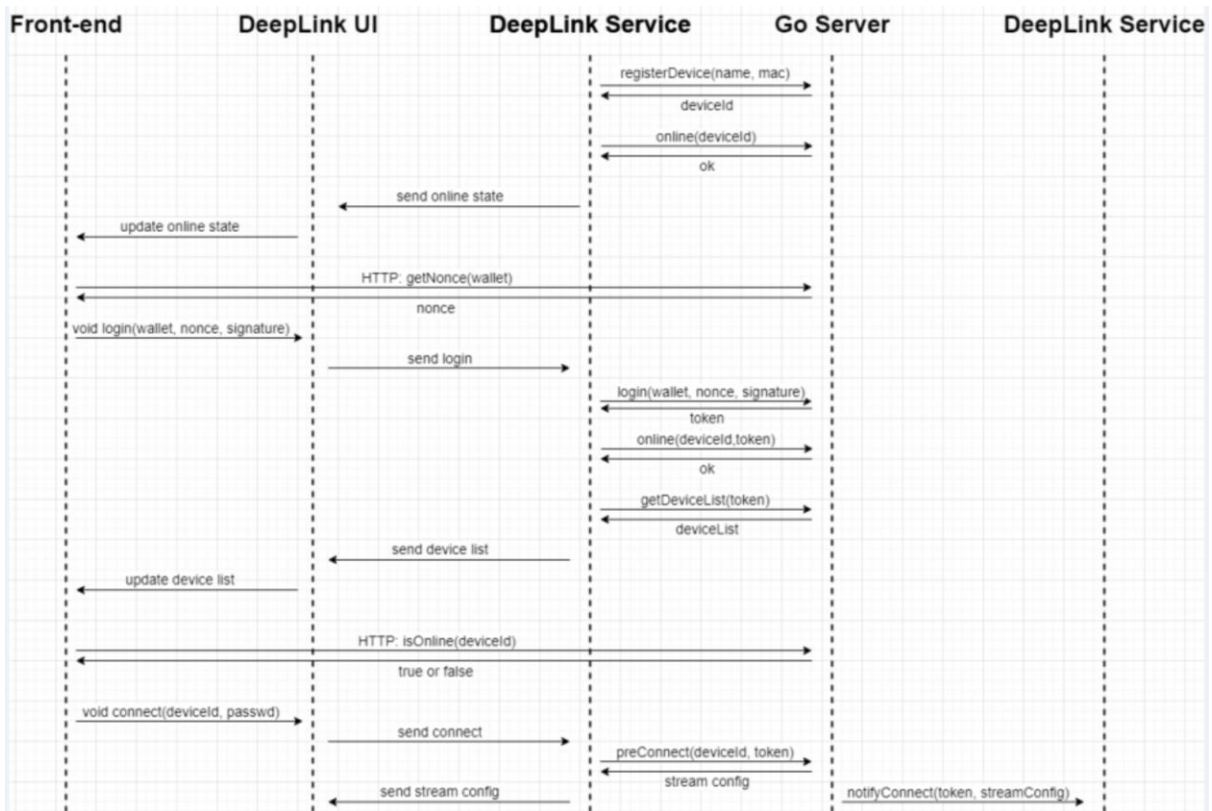 Front-end DeepLink UI DeepLink Service Go Server DeepLink Service
registerDevice(name, mac)
deviceId
online(deviceId)
ok
send online state
update online state
HTTP: getNonce(wallet)
nonce
void login(wallet, nonce, signature)
send login
login(wallet, nonce, signature)
token
online(deviceId,token)
ok
getDeviceList(token)
deviceList
send device list
update device list
HTTP: isOnline(deviceId)
true or false
void connect(deviceId, passwd)
send connect
preConnect(deviceId, token)
stream config
send stream config
notifyConnect(token, streamConfig)